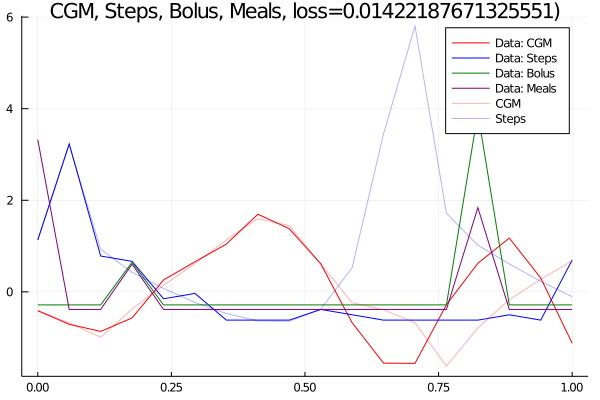 CGM, Steps, Bolus, Meals, loss=0.01422187671325551)
6
4
2
0
Data: CGM
Data: Steps
Data: Bolus
Data: Meals
CGM
Steps
0.00 0.25 0.50 0.75 1.00